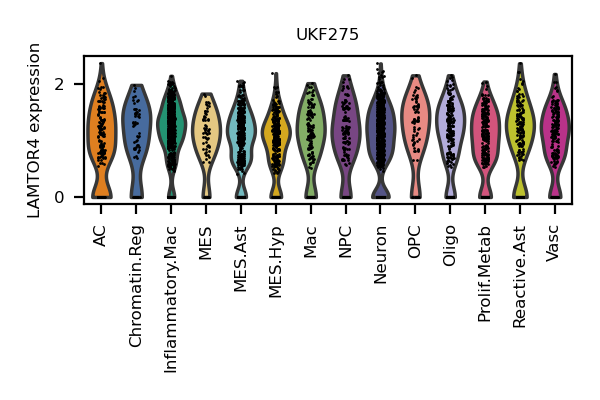 UKF275
LAMTOR4 expression
2
0
AC
Chromatin.Reg
Inflammatory.Mac
MES
MES.Ast
MES.Hyp
Mac
NPC
Neuron
OPC
Oligo
Prolif.Metab
Reactive.Ast
Vasc